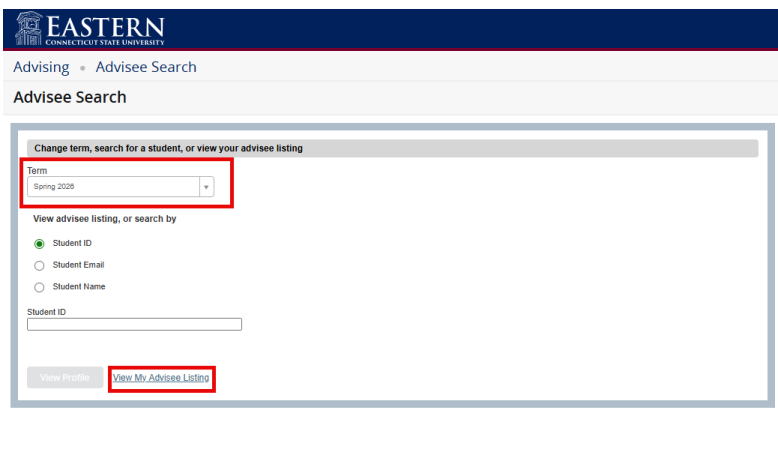 EASTERN
CONNECTICUT STATE UNIVERSITY
Advising • Advisee Search
Advisee Search
Change term, search for a student, or view your advisee listing
Term
Spring 2026
View advisee listing, or search by
Student ID
Student Email
Student Name
Student ID
View Profile View My Advisee Listing